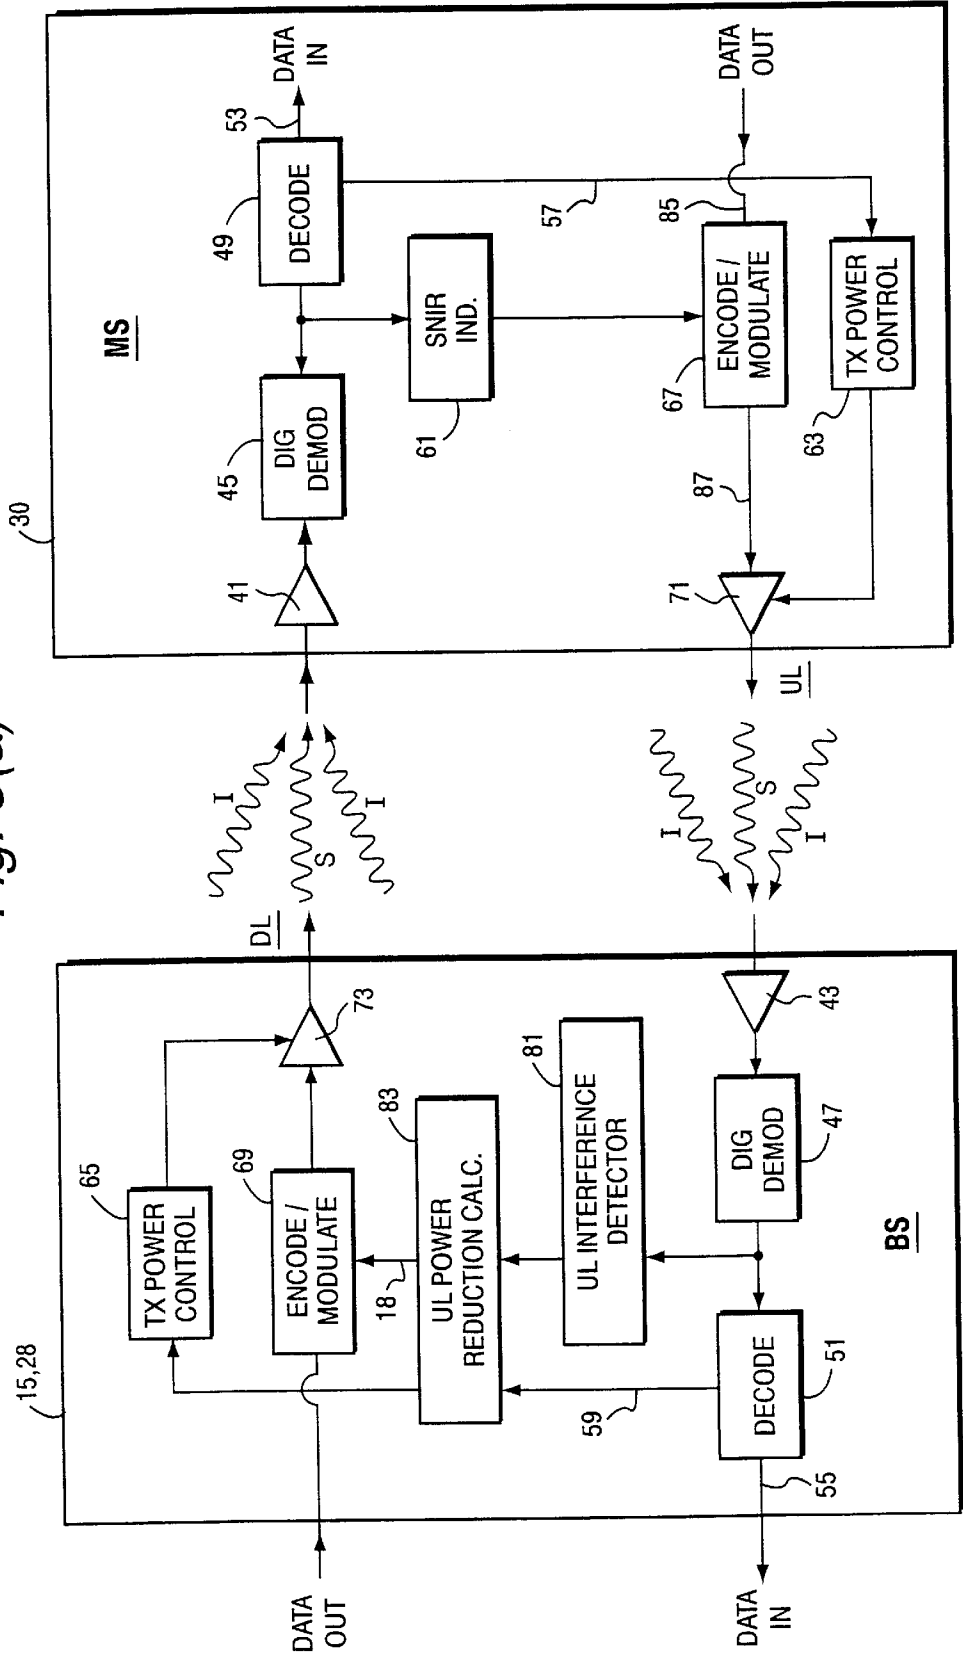 30
MS
41
45
DIG
DEMOD
49
DECODE
53
DATA
IN
61
SNIR
IND.
57
DATA
OUT
85
67
ENCODE /
MODULATE
87
71
TX POWER
CONTROL
63
UL
I
S
I
I
S
I
DL
15,28
65
TX POWER
CONTROL
73
69
ENCODE /
MODULATE
18
83
UL POWER
REDUCTION CALC.
81
UL INTERFERENCE
DETECTOR
43
47
DIG
DEMOD
BS
59
DECODE
51
55
DATA
OUT
DATA
IN